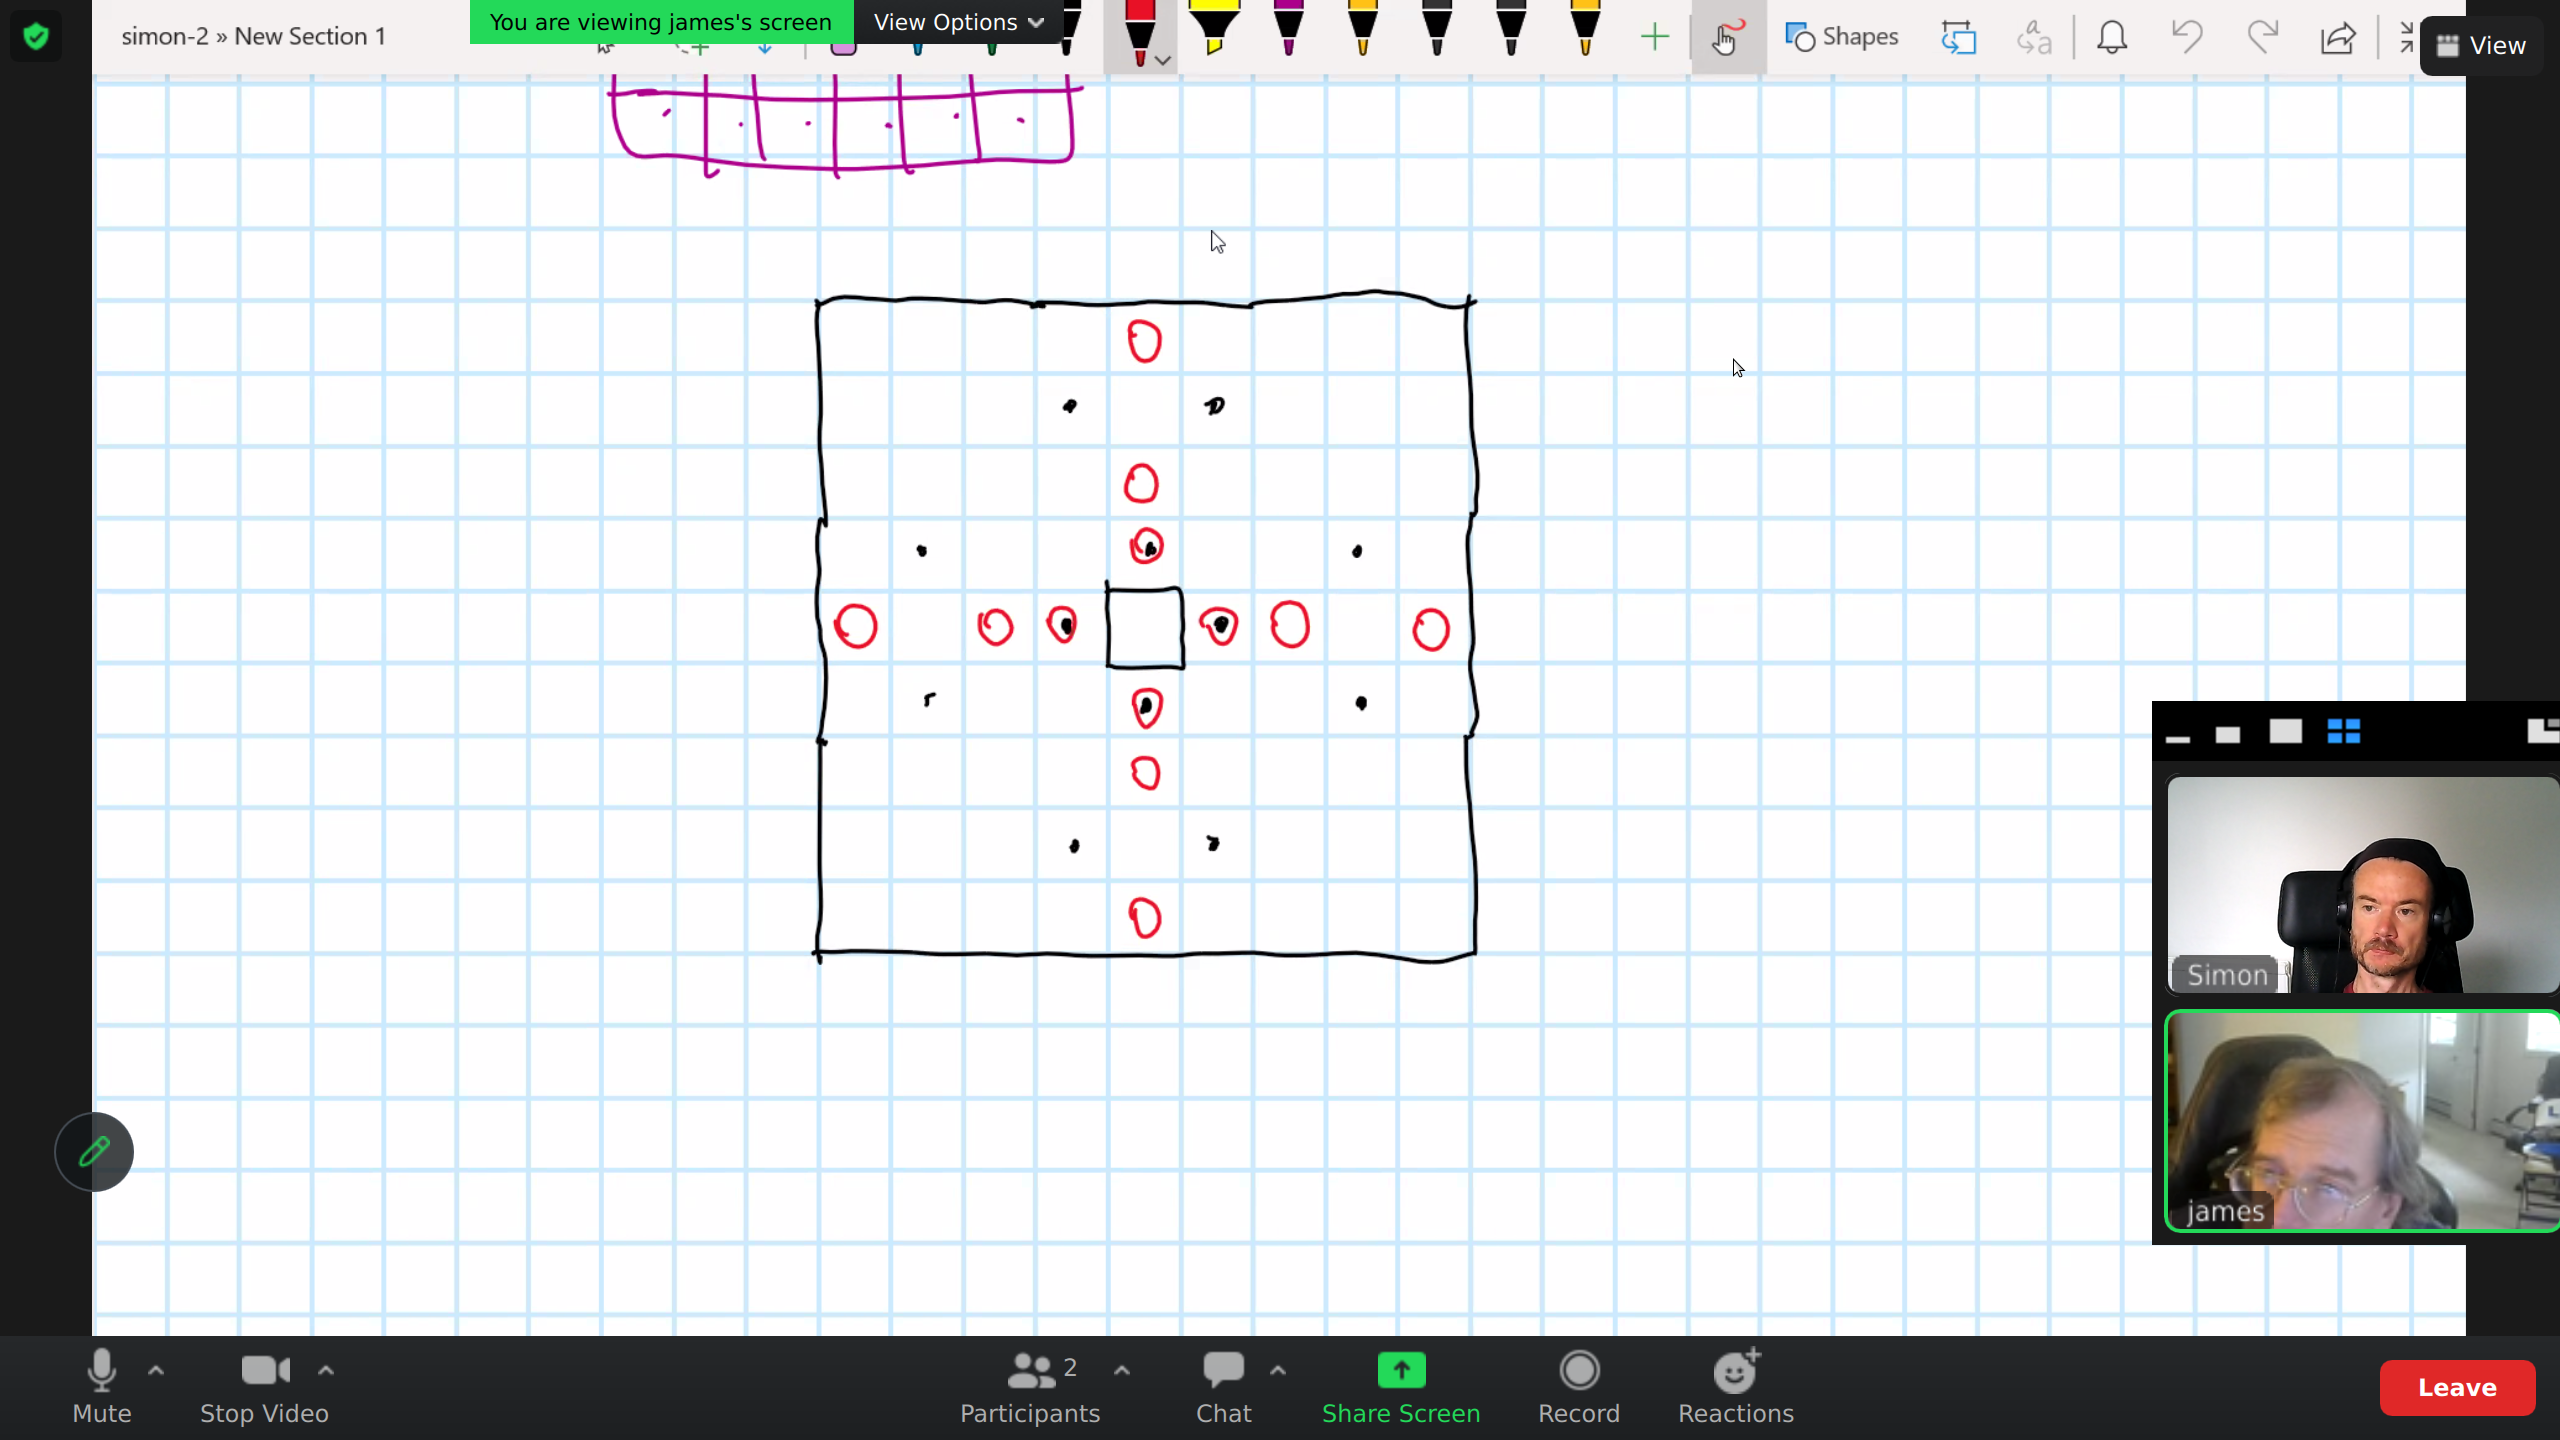 You are viewing james's screen
View Options
simon-2 » New Section 1
Shapes
View
Simon
james
Mute
Stop Video
Participants
2
Chat
Share Screen
Record
Reactions
Leave